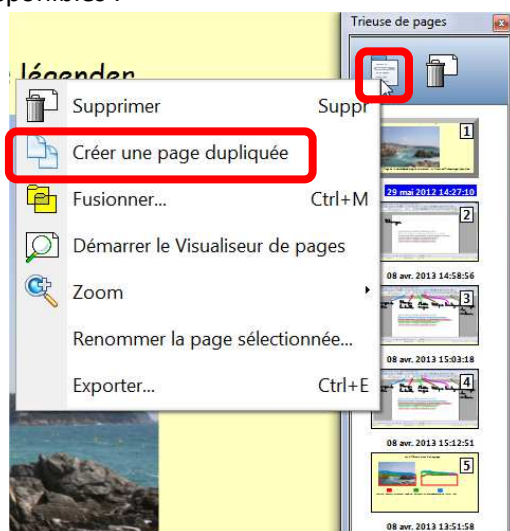 Trieuse de pages
légender
Supprimer Suppr
Créer une page dupliquée
Fusionner... Ctrl+M
Démarrer le Visualiseur de pages
Zoom
Renommer la page sélectionnée...
Exporter... Ctrl+E
1
29 mai 2012 14:27:10
2
08 avr. 2013 14:58:56
3
08 avr. 2013 15:03:18
4
08 avr. 2013 15:12:51
5
08 avr. 2013 13:51:58